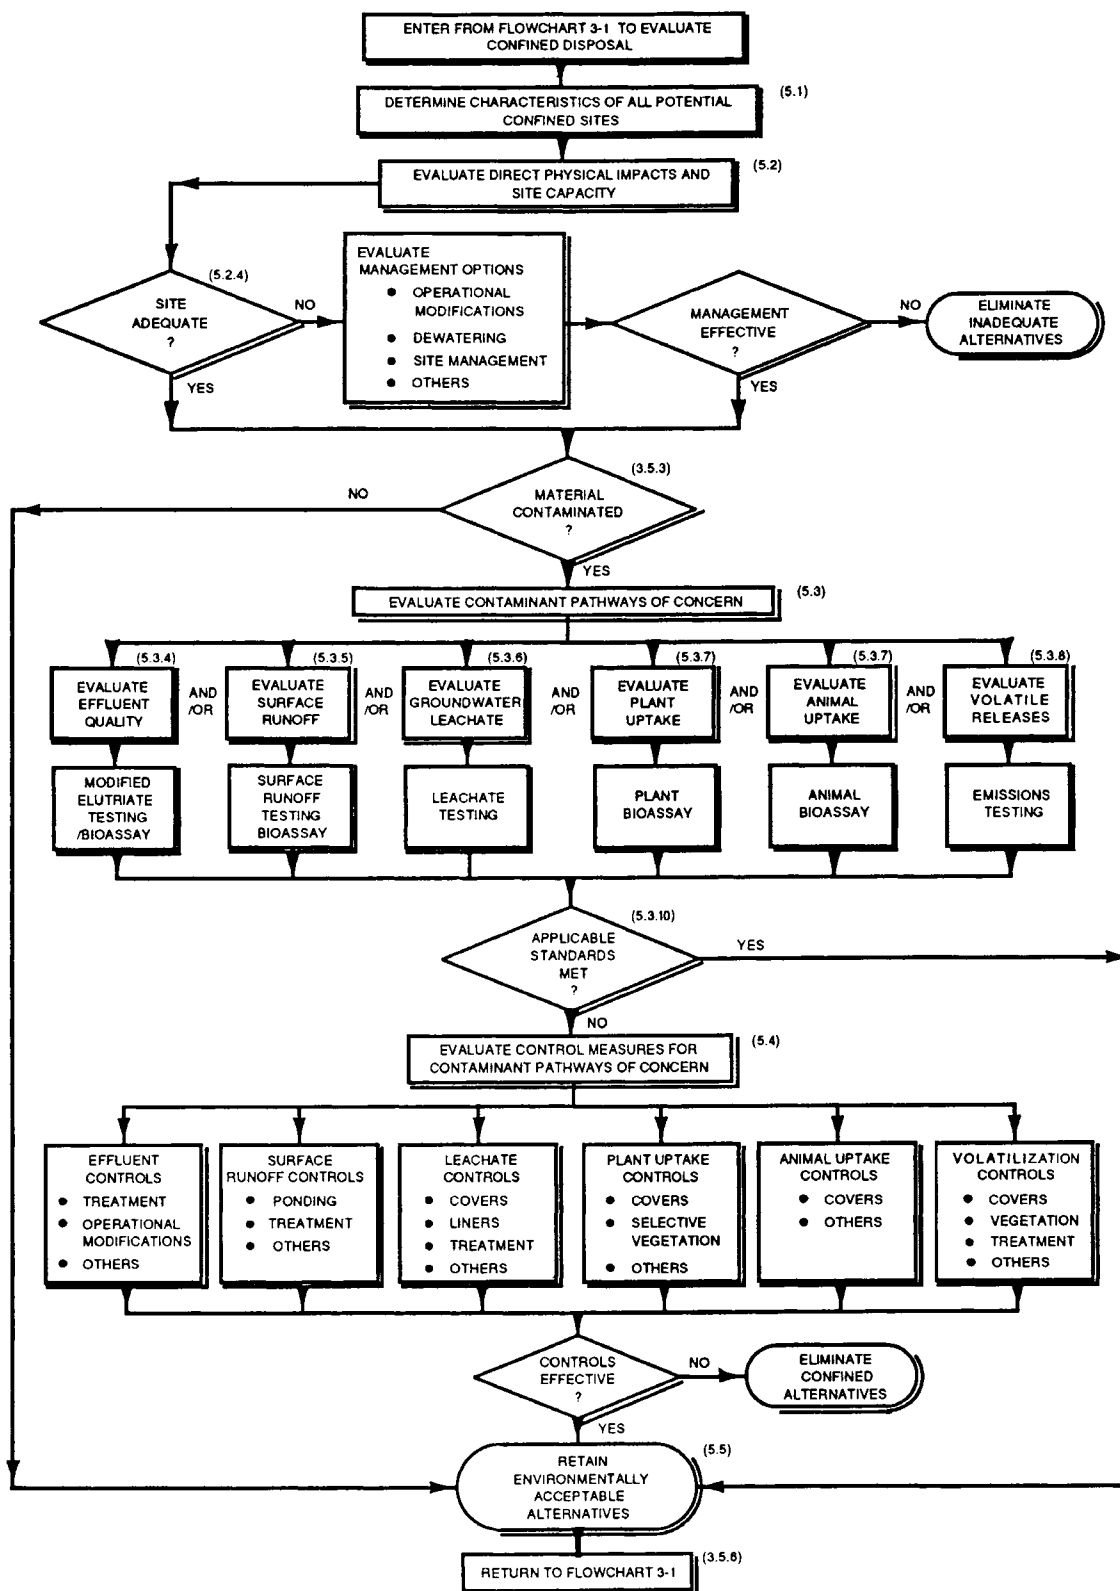 ENTER FROM FLOWCHART 3-1 TO EVALUATE
CONFINED DISPOSAL
(5.1)
DETERMINE CHARACTERISTICS OF ALL POTENTIAL
CONFINED SITES
(5.2)
EVALUATE DIRECT PHYSICAL IMPACTS AND
SITE CAPACITY
(5.2.4)
SITE
ADEQUATE
?
NO
YES
EVALUATE
MANAGEMENT OPTIONS
● OPERATIONAL
MODIFICATIONS
● DEWATERING
● SITE MANAGEMENT
● OTHERS
MANAGEMENT
EFFECTIVE
?
NO
YES
ELIMINATE
INADEQUATE
ALTERNATIVES
(3.5.3)
MATERIAL
CONTAMINATED
?
NO
YES
(5.3)
EVALUATE CONTAMINANT PATHWAYS OF CONCERN
(5.3.4)
EVALUATE
EFFLUENT
QUALITY
AND
/OR
(5.3.5)
EVALUATE
SURFACE
RUNOFF
AND
/OR
(5.3.6)
EVALUATE
GROUNDWATER
LEACHATE
AND
/OR
(5.3.7)
EVALUATE
PLANT
UPTAKE
AND
/OR
(5.3.7)
EVALUATE
ANIMAL
UPTAKE
AND
/OR
(5.3.8)
EVALUATE
VOLATILE
RELEASES
MODIFIED
ELUTRIATE
TESTING
/BIOASSAY
SURFACE
RUNOFF
TESTING
BIOASSAY
LEACHATE
TESTING
PLANT
BIOASSAY
ANIMAL
BIOASSAY
EMISSIONS
TESTING
(5.3.10)
APPLICABLE
STANDARDS
MET
?
YES
NO
(5.4)
EVALUATE CONTROL MEASURES FOR
CONTAMINANT PATHWAYS OF CONCERN
EFFLUENT
CONTROLS
● TREATMENT
● OPERATIONAL
MODIFICATIONS
● OTHERS
SURFACE
RUNOFF CONTROLS
● PONDING
● TREATMENT
● OTHERS
LEACHATE
CONTROLS
● COVERS
● LINERS
● TREATMENT
● OTHERS
PLANT UPTAKE
CONTROLS
● COVERS
● SELECTIVE
VEGETATION
● OTHERS
ANIMAL UPTAKE
CONTROLS
● COVERS
● OTHERS
VOLATILIZATION
CONTROLS
● COVERS
● VEGETATION
● TREATMENT
● OTHERS
CONTROLS
EFFECTIVE
?
NO
YES
ELIMINATE
CONFINED
ALTERNATIVES
(5.5)
RETAIN
ENVIRONMENTALLY
ACCEPTABLE
ALTERNATIVES
(3.5.6)
RETURN TO FLOWCHART 3-1